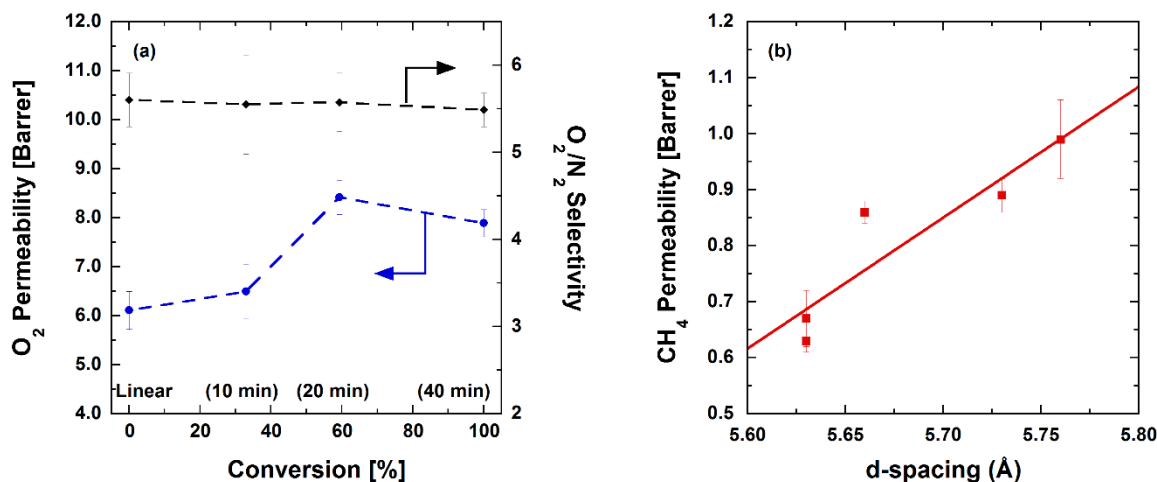 (a)
O2 Permeability [Barrer]
12.0
11.0
10.0
9.0
8.0
7.0
6.0
5.0
4.0
6
5
4
3
2
O2/N2 Selectivity
Linear (10 min) (20 min) (40 min)
0 20 40 60 80 100
Conversion [%]
(b)
CH4 Permeability [Barrer]
1.2
1.1
1.0
0.9
0.8
0.7
0.6
0.5
5.60 5.65 5.70 5.75 5.80
d-spacing (Å)